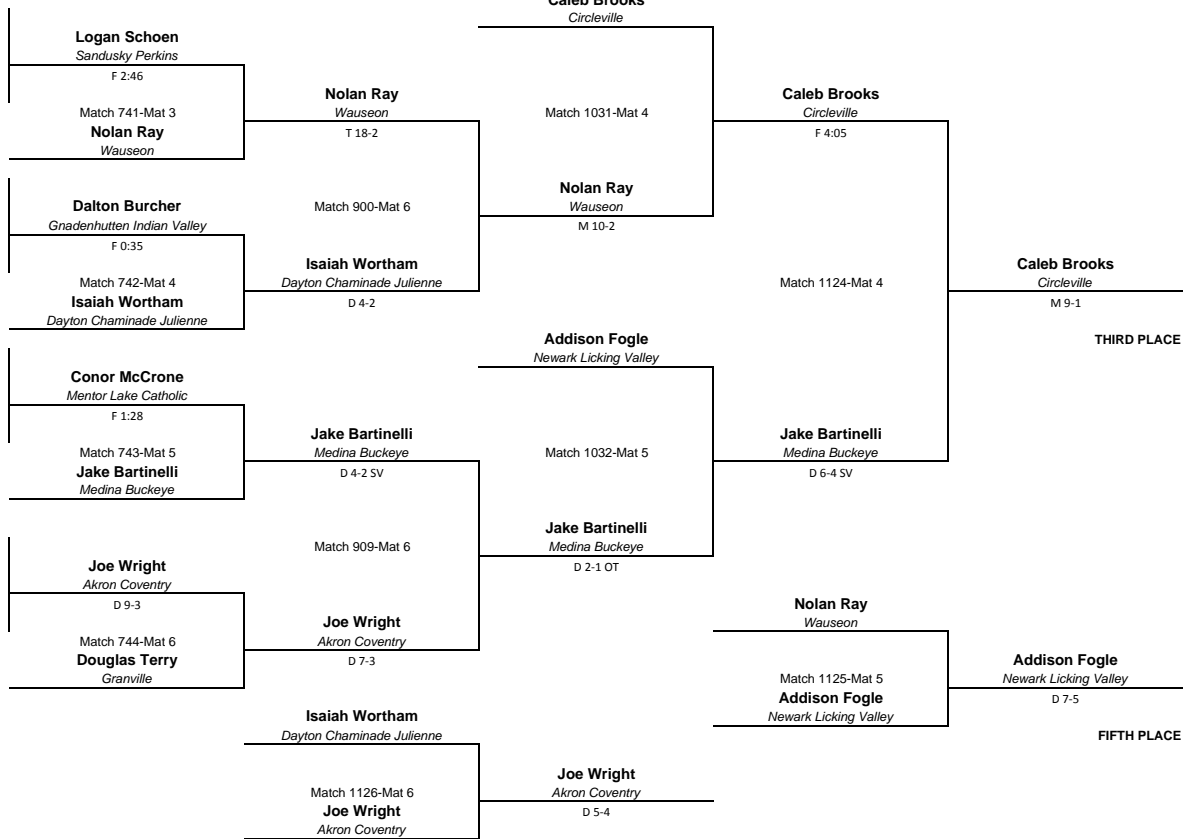 Caleb Brooks
Circleville
Logan Schoen
Sandusky Perkins
F 2:46
Match 741-Mat 3
Nolan Ray
Wauseon
Nolan Ray
Wauseon
T 18-2
Match 1031-Mat 4
Caleb Brooks
Circleville
F 4:05
Dalton Burcher
Gnadenhutten Indian Valley
F 0:35
Match 742-Mat 4
Isaiah Wortham
Dayton Chaminade Julienne
Match 900-Mat 6
Nolan Ray
Wauseon
M 10-2
Isaiah Wortham
Dayton Chaminade Julienne
D 4-2
Match 1124-Mat 4
Caleb Brooks
Circleville
M 9-1
THIRD PLACE
Conor McCrone
Mentor Lake Catholic
F 1:28
Match 743-Mat 5
Jake Bartinelli
Medina Buckeye
Addison Fogle
Newark Licking Valley
Jake Bartinelli
Medina Buckeye
D 4-2 SV
Match 1032-Mat 5
Jake Bartinelli
Medina Buckeye
D 6-4 SV
Match 909-Mat 6
Jake Bartinelli
Medina Buckeye
D 2-1 OT
Joe Wright
Akron Coventry
D 9-3
Match 744-Mat 6
Douglas Terry
Granville
Joe Wright
Akron Coventry
D 7-3
Nolan Ray
Wauseon
Match 1125-Mat 5
Addison Fogle
Newark Licking Valley
Addison Fogle
Newark Licking Valley
D 7-5
FIFTH PLACE
Isaiah Wortham
Dayton Chaminade Julienne
Match 1126-Mat 6
Joe Wright
Akron Coventry
Joe Wright
Akron Coventry
D 5-4